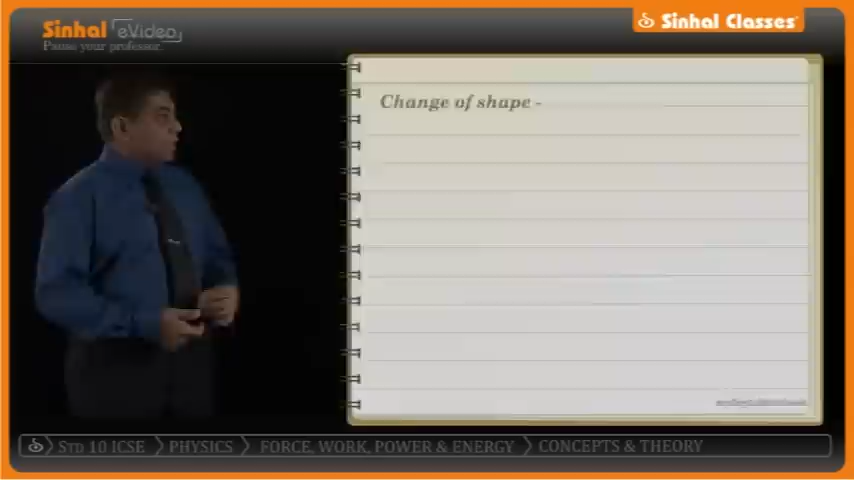 Sinhal eVideo
Pause your professor.
Sinhal Classes
Change of shape -
STD 10 ICSE PHYSICS FORCE, WORK, POWER & ENERGY CONCEPTS & THEORY